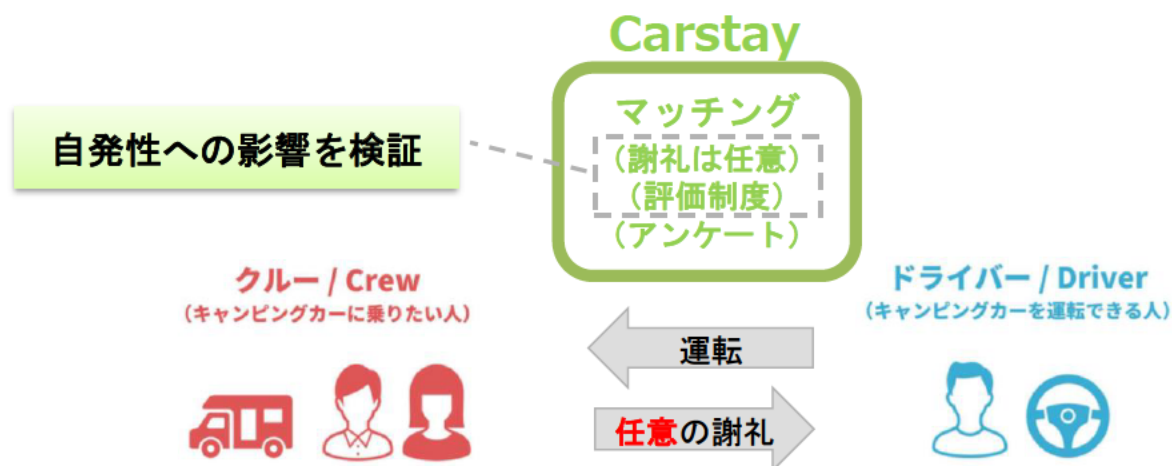 Carstay
マッチング
（謝礼は任意）
（評価制度）
（アンケート）
自発性への影響を検証
クルー / Crew
（キャンピングカーに乗りたい人）
ドライバー / Driver
（キャンピングカーを運転できる人）
運転
任意の謝礼